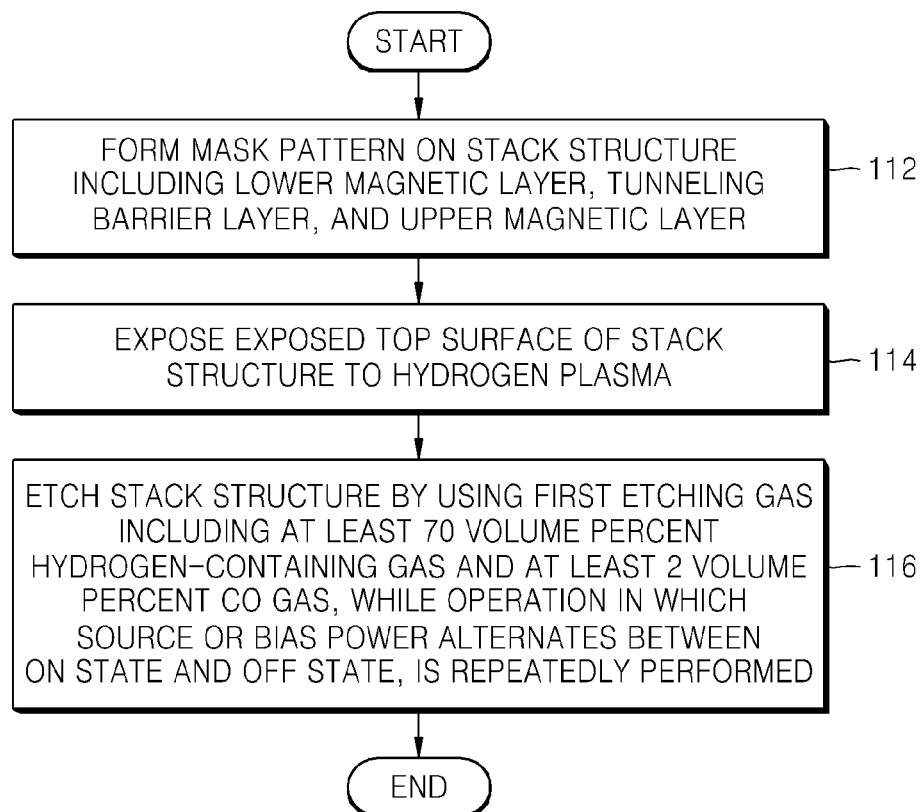 START
FORM MASK PATTERN ON STACK STRUCTURE
INCLUDING LOWER MAGNETIC LAYER, TUNNELING
BARRIER LAYER, AND UPPER MAGNETIC LAYER
112
EXPOSE EXPOSED TOP SURFACE OF STACK
STRUCTURE TO HYDROGEN PLASMA
114
ETCH STACK STRUCTURE BY USING FIRST ETCHING GAS
INCLUDING AT LEAST 70 VOLUME PERCENT
HYDROGEN-CONTAINING GAS AND AT LEAST 2 VOLUME
PERCENT CO GAS, WHILE OPERATION IN WHICH
SOURCE OR BIAS POWER ALTERNATES BETWEEN
ON STATE AND OFF STATE, IS REPEATEDLY PERFORMED
116
END